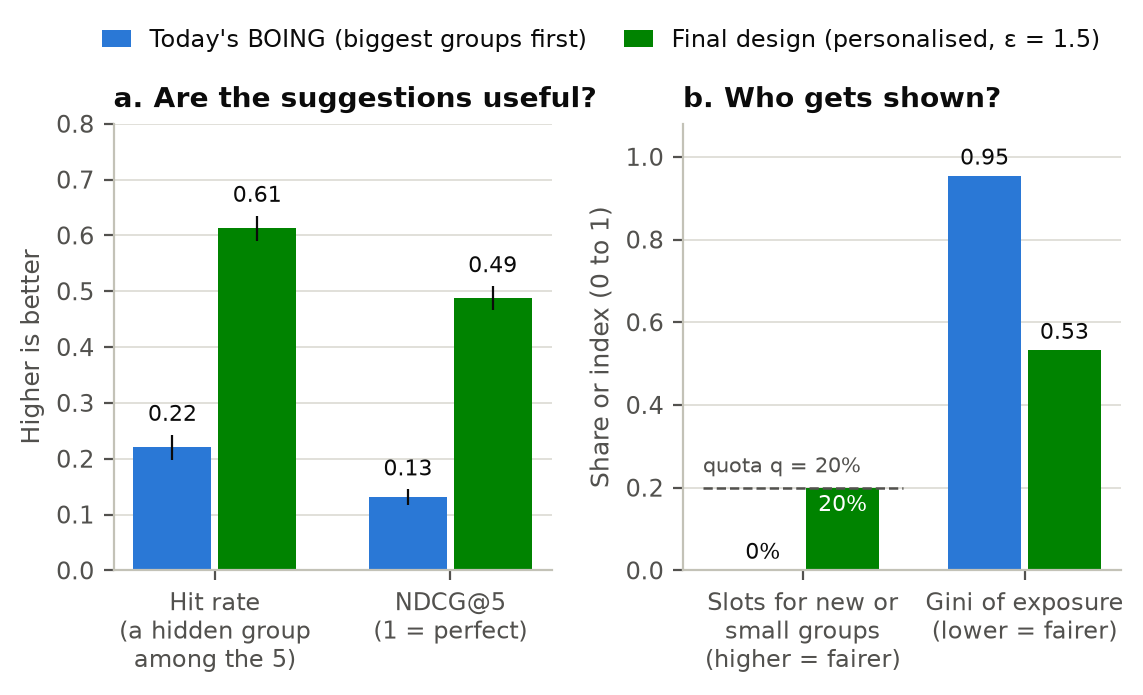 Today's BOING (biggest groups first)
Final design (personalised, ε = 1.5)
a. Are the suggestions useful?
Higher is better
0.8
0.7
0.6
0.5
0.4
0.3
0.2
0.1
0.0
0.22
0.61
0.13
0.49
Hit rate
(a hidden group
among the 5)
NDCG@5
(1 = perfect)
b. Who gets shown?
Share or index (0 to 1)
1.0
0.8
0.6
0.4
0.2
0.0
quota q = 20%
0%
20%
0.95
0.53
Slots for new or
small groups
(higher = fairer)
Gini of exposure
(lower = fairer)